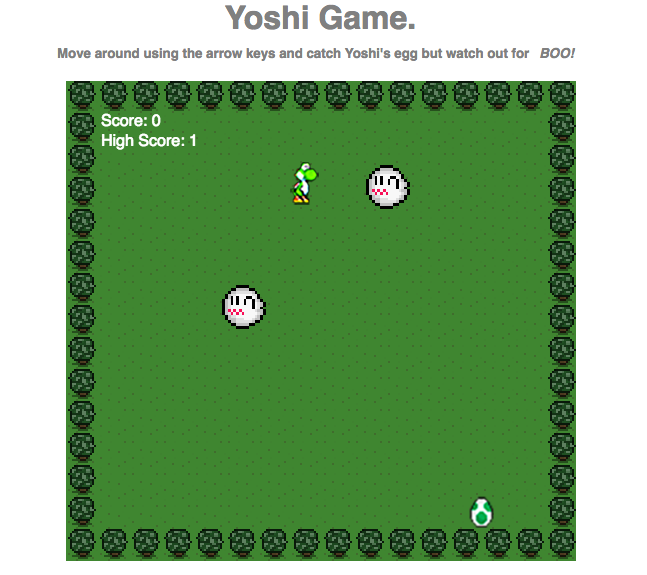 Yoshi Game.
Move around using the arrow keys and catch Yoshi's egg but watch out for BOO!
Score: 0
High Score: 1